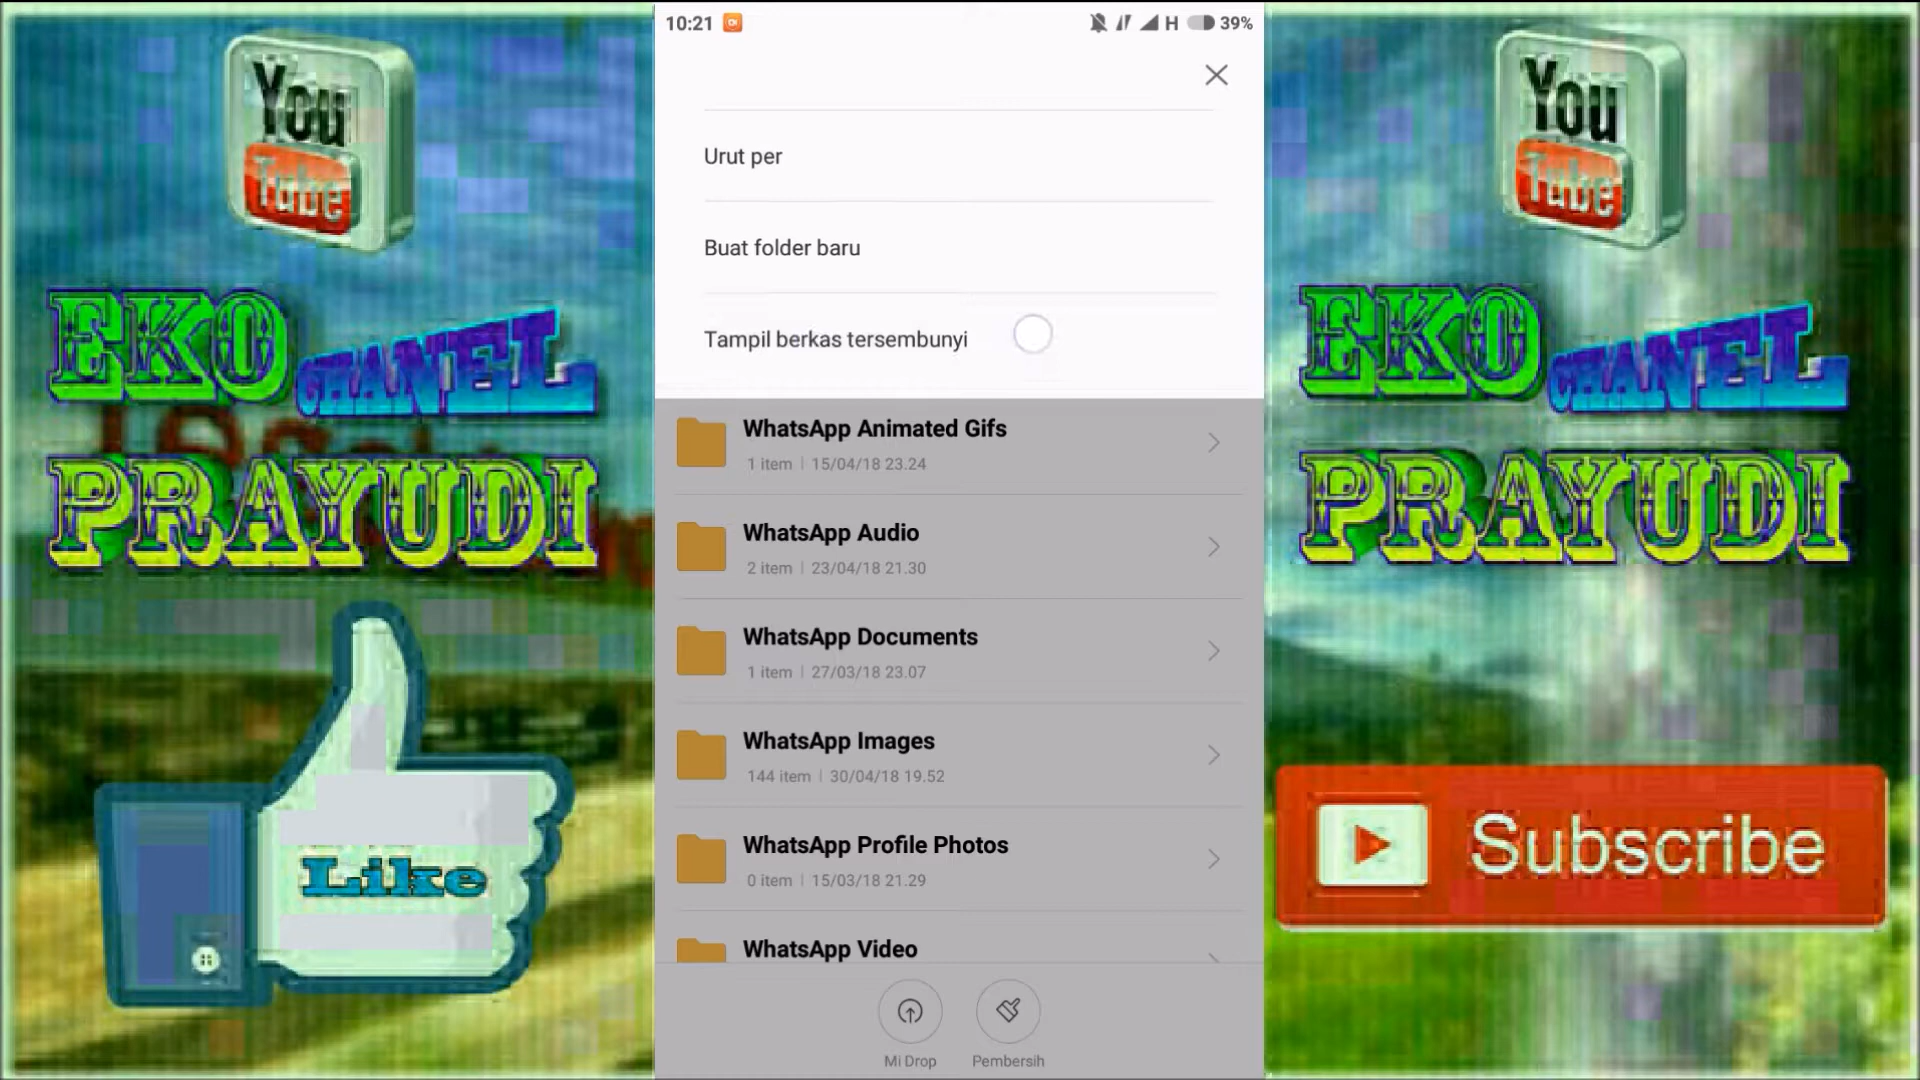 You
Tube
EKO CHANEL
PRAYUDI
Like
10:21
H 39%
Urut per
Buat folder baru
Tampil berkas tersembunyi
WhatsApp Animated Gifs
1 item | 15/04/18 23.24
WhatsApp Audio
2 item | 23/04/18 21.30
WhatsApp Documents
1 item | 27/03/18 23.07
WhatsApp Images
144 item | 30/04/18 19.52
WhatsApp Profile Photos
0 item | 15/03/18 21.29
WhatsApp Video
Mi Drop
Pembersih
You
Tube
EKO CHANEL
PRAYUDI
Subscribe